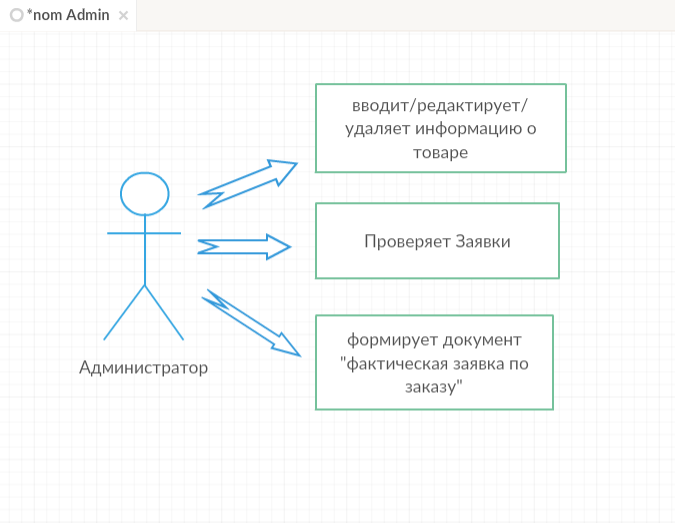 *nom Admin
вводит/редактирует/
удаляет информацию о
товаре
Проверяет Заявки
формирует документ
"фактическая заявка по
заказу"
Администратор